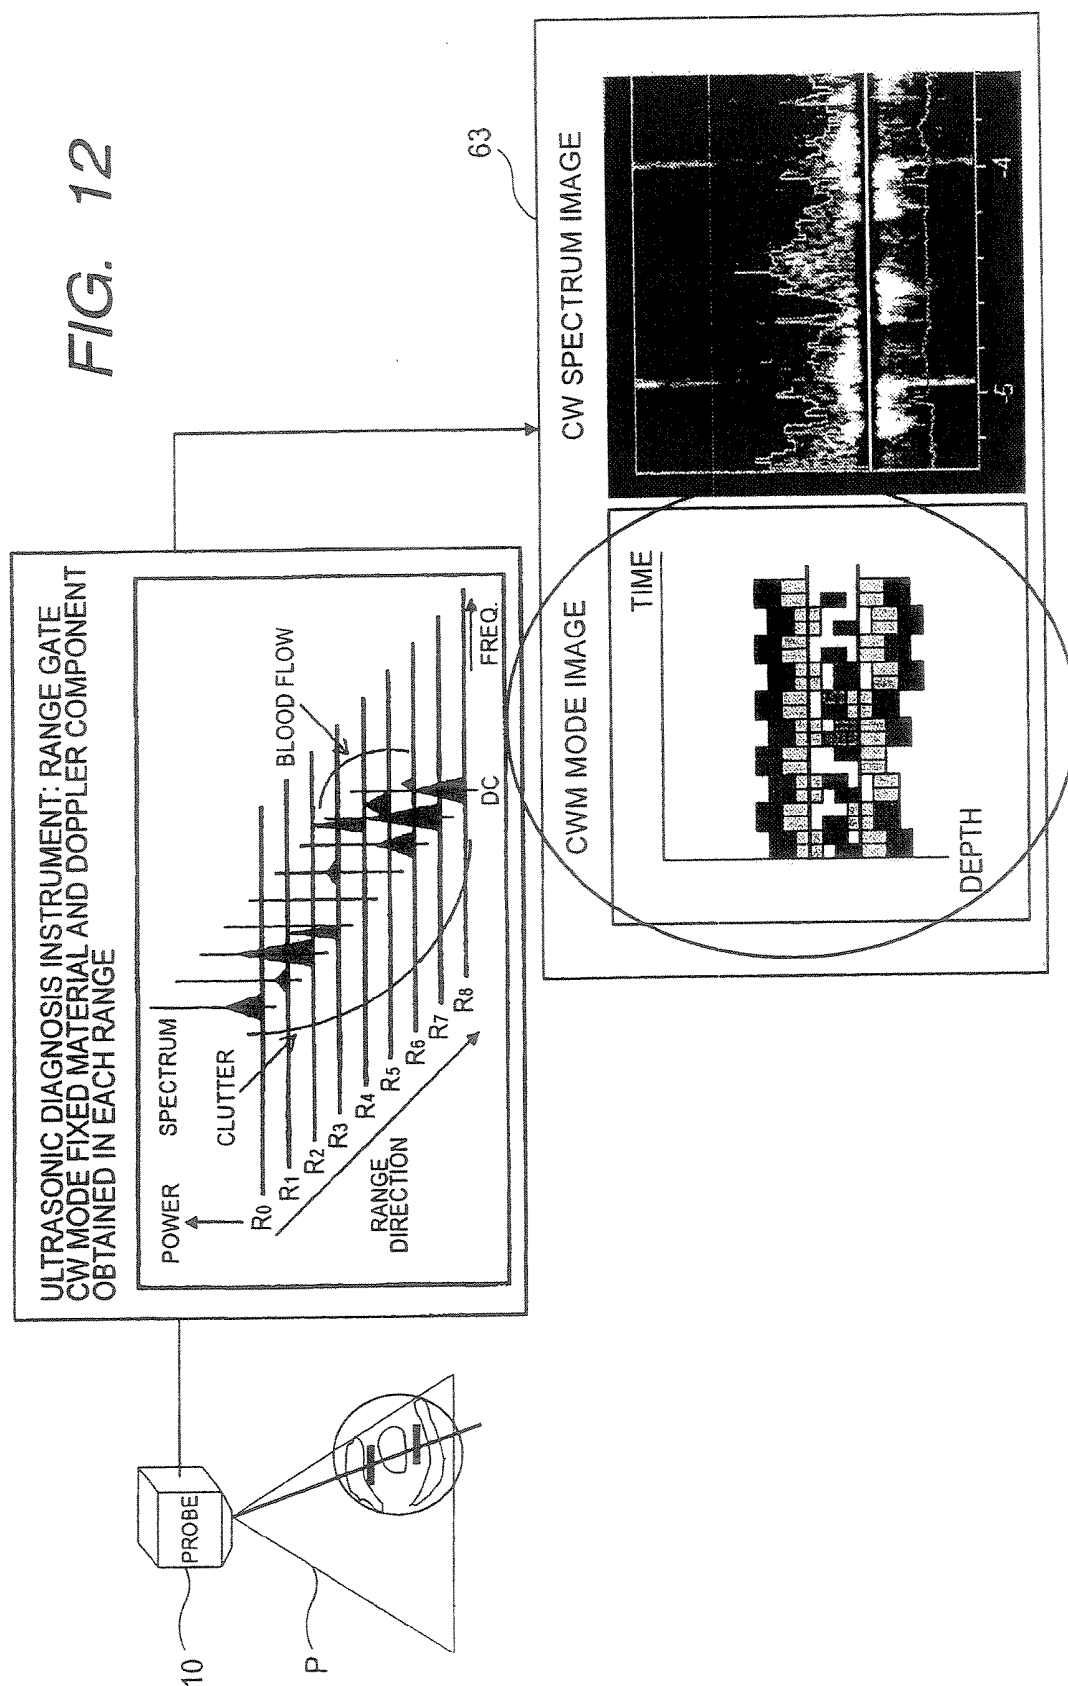 FIG. 12
ULTRASONIC DIAGNOSIS INSTRUMENT: RANGE GATE
CW MODE FIXED MATERIAL AND DOPPLER COMPONENT
OBTAINED IN EACH RANGE
POWER
SPECTRUM
CLUTTER
BLOOD FLOW
R0
R1
R2
R3
R4
R5
R6
R7
R8
RANGE
DIRECTION
DC
FREQ.
10
PROBE
P
63
CWM MODE IMAGE
TIME
DEPTH
CW SPECTRUM IMAGE
-5
-4